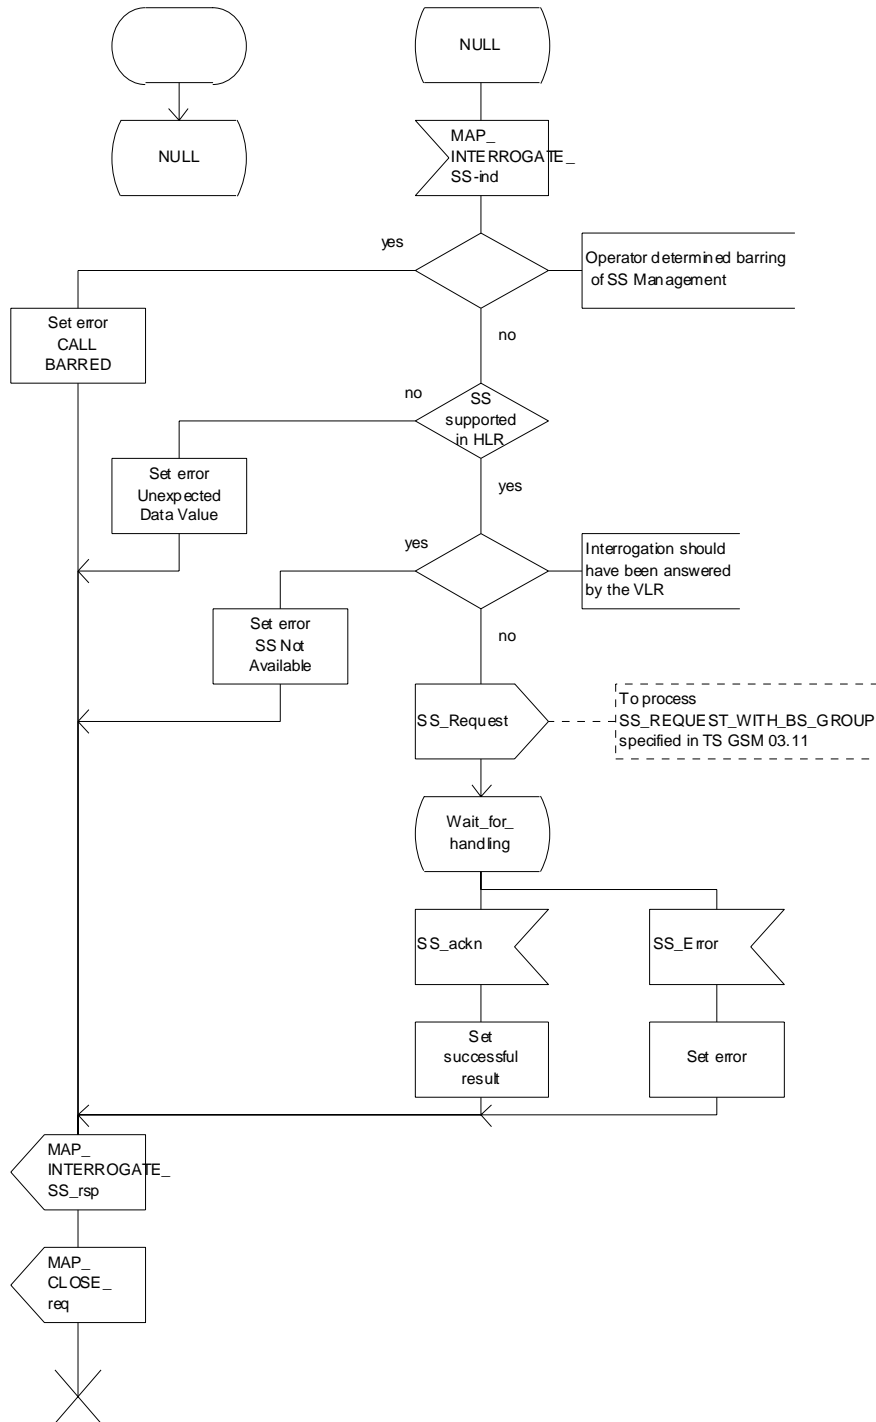 NULL
NULL
MAP_
INTERROGATE_
SS-ind
yes
Operator determined barring
of SS Management
Set error
CALL
BARRED
no
no
SS
supported
in HLR
Set error
Unexpected
Data Value
yes
yes
Interrogation should
have been answered
by the VLR
Set error
SS Not
Available
no
SS_Request
To process
SS_REQUEST_WITH_BS_GROUP
specified in TS GSM 03.11
Wait_for_
handling
SS_ackn
SS_Error
Set
successful
result
Set error
MAP_
INTERROGATE_
SS_rsp
MAP_
CLOSE_
req